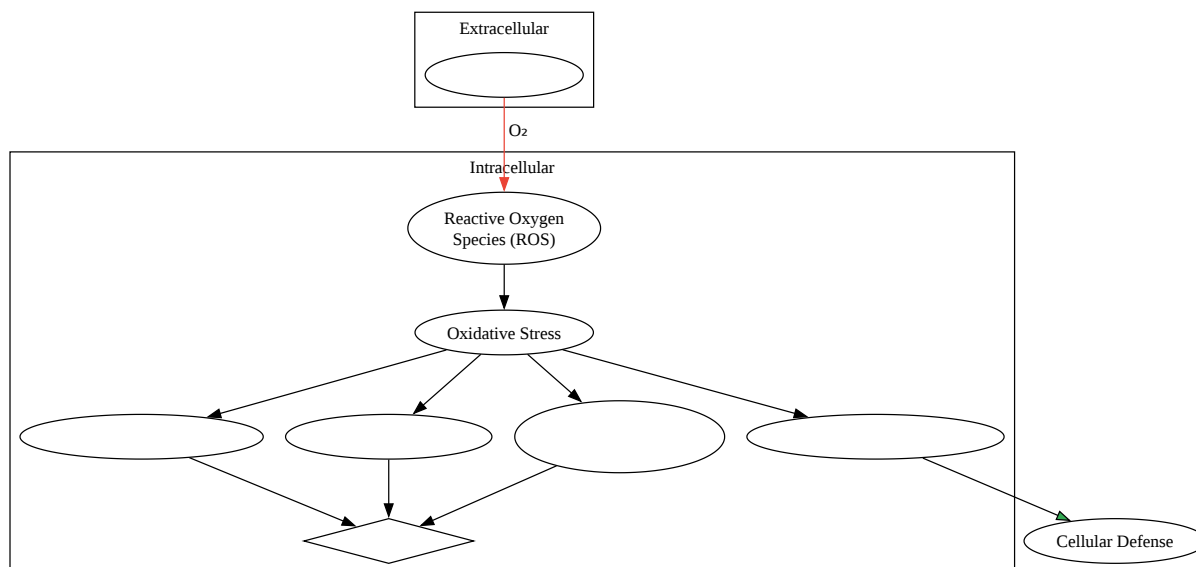 Extracellular
O₂
Intracellular
Reactive Oxygen
Species (ROS)
Oxidative Stress
Cellular Defense